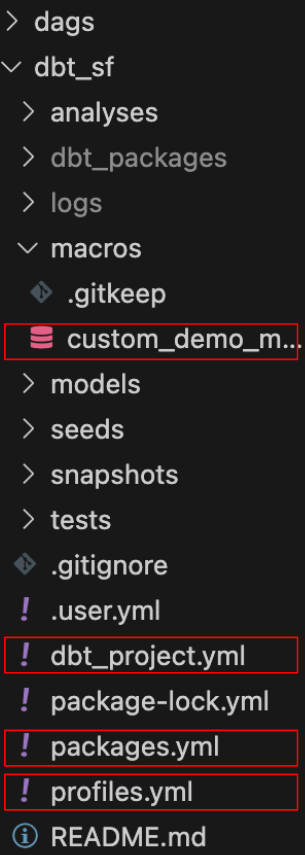 dags
dbt_sf
analyses
dbt_packages
logs
macros
.gitkeep
custom_demo_m...
models
seeds
snapshots
tests
.gitignore
.user.yml
dbt_project.yml
package-lock.yml
packages.yml
profiles.yml
README.md